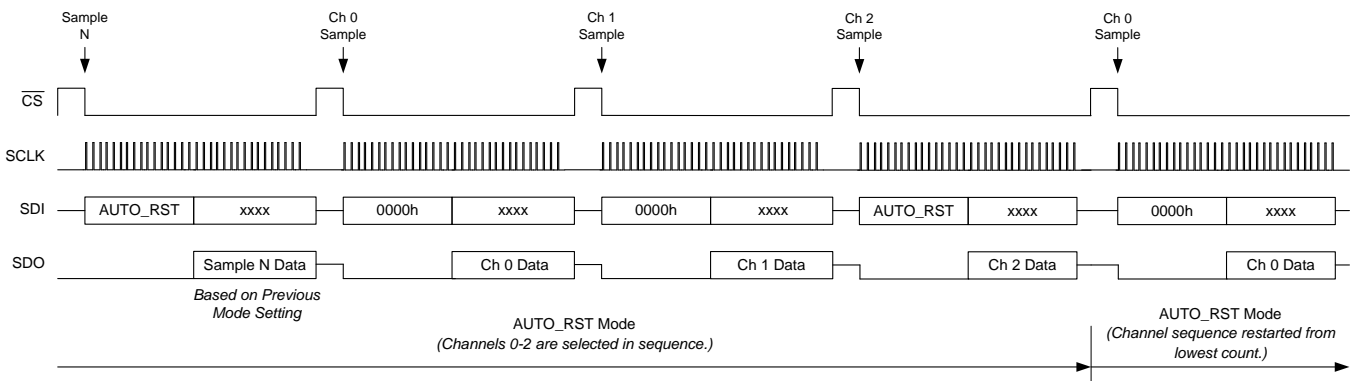 Sample
N
Ch 0
Sample
Ch 1
Sample
Ch 2
Sample
Ch 0
Sample
CS
SCLK
SDI
AUTO_RST
xxxx
0000h
xxxx
0000h
xxxx
AUTO_RST
xxxx
0000h
xxxx
SDO
Sample N Data
Ch 0 Data
Ch 1 Data
Ch 2 Data
Ch 0 Data
Based on Previous
Mode Setting
AUTO_RST Mode
(Channels 0-2 are selected in sequence.)
AUTO_RST Mode
(Channel sequence restarted from
lowest count.)